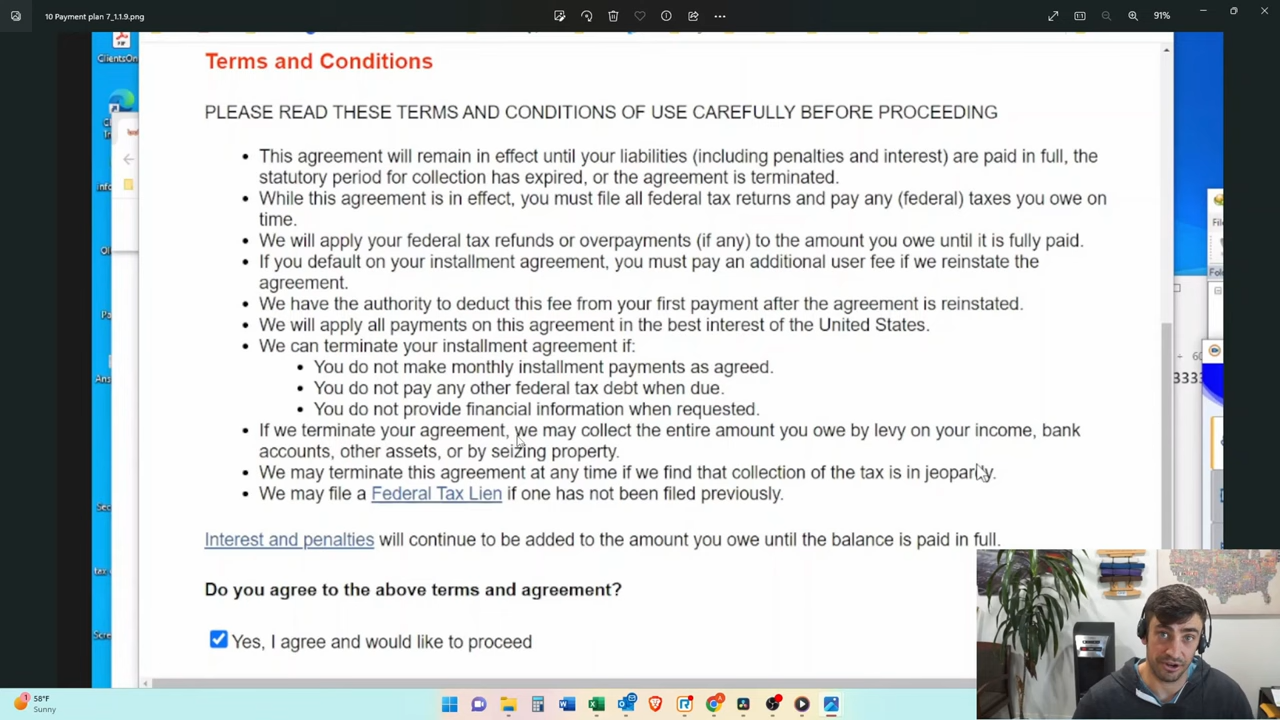 10 Payment plan 7_1.1.9.png
91%
ClientsOn
Terms and Conditions
PLEASE READ THESE TERMS AND CONDITIONS OF USE CAREFULLY BEFORE PROCEEDING
• This agreement will remain in effect until your liabilities (including penalties and interest) are paid in full, the
statutory period for collection has expired, or the agreement is terminated.
• While this agreement is in effect, you must file all federal tax returns and pay any (federal) taxes you owe on
time.
• We will apply your federal tax refunds or overpayments (if any) to the amount you owe until it is fully paid.
• If you default on your installment agreement, you must pay an additional user fee if we reinstate the
agreement.
• We have the authority to deduct this fee from your first payment after the agreement is reinstated.
• We will apply all payments on this agreement in the best interest of the United States.
• We can terminate your installment agreement if:
• You do not make monthly installment payments as agreed.
• You do not pay any other federal tax debt when due.
• You do not provide financial information when requested.
• If we terminate your agreement, we may collect the entire amount you owe by levy on your income, bank
accounts, other assets, or by seizing property.
• We may terminate this agreement at any time if we find that collection of the tax is in jeopardy.
• We may file a Federal Tax Lien if one has not been filed previously.
Interest and penalties will continue to be added to the amount you owe until the balance is paid in full.
Do you agree to the above terms and agreement?
Yes, I agree and would like to proceed
3333
58°F
Sunny